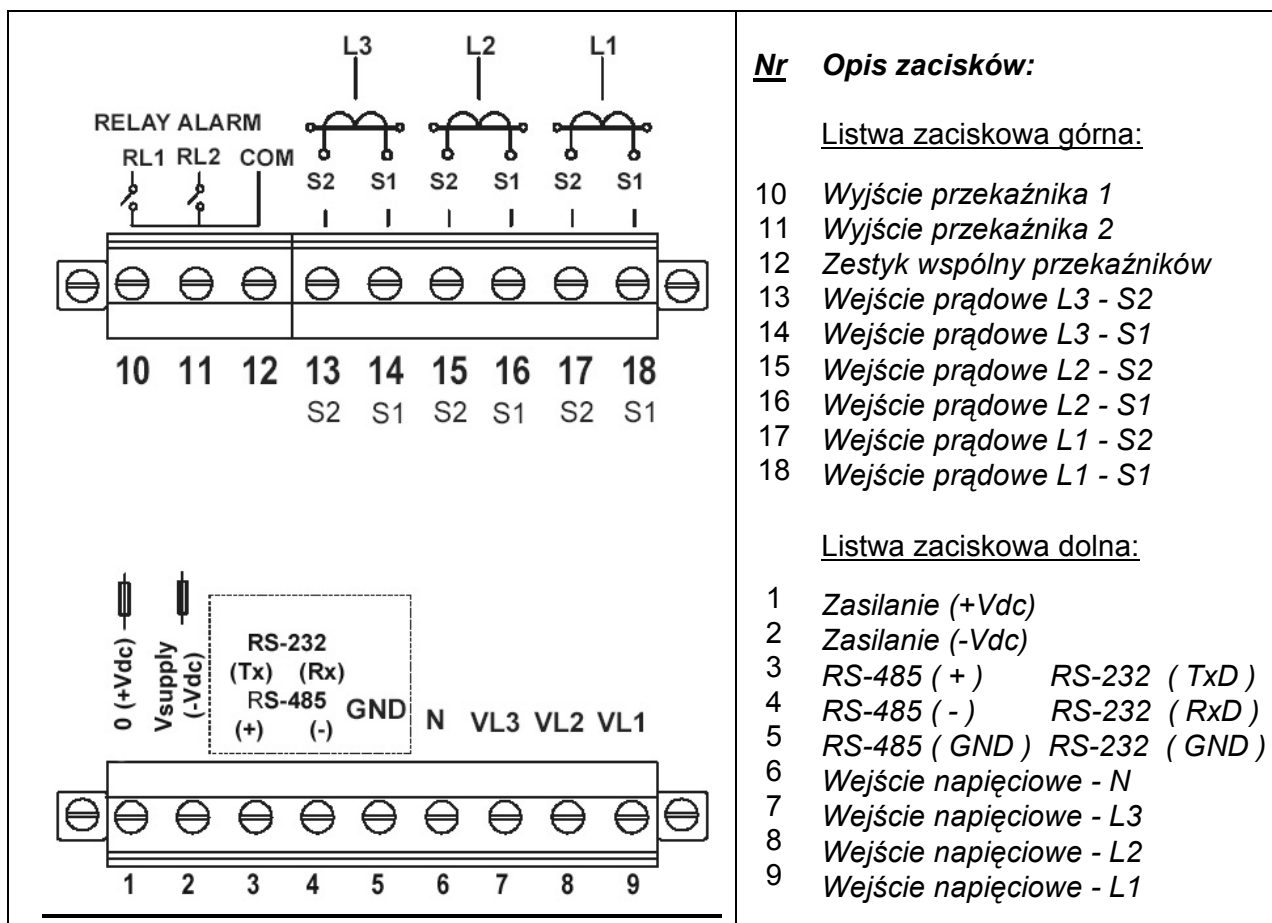 L3 L2 L1
RELAY ALARM
RL1 RL2 COM
S2 S1 S2 S1 S2 S1
10 11 12 13 14 15 16 17 18
S2 S1 S2 S1 S2 S1
0 (+Vdc)
Vsupply
(-Vdc)
RS-232
(Tx) (Rx)
RS-485
(+) (-)
GND N VL3 VL2 VL1
1 2 3 4 5 6 7 8 9
Nr Opis zacisków:
Listwa zaciskowa górna:
10 Wyjście przekaźnika 1
11 Wyjście przekaźnika 2
12 Zestyk wspólny przekaźników
13 Wejście prądowe L3 - S2
14 Wejście prądowe L3 - S1
15 Wejście prądowe L2 - S2
16 Wejście prądowe L2 - S1
17 Wejście prądowe L1 - S2
18 Wejście prądowe L1 - S1
Listwa zaciskowa dolna:
1 Zasilanie (+Vdc)
2 Zasilanie (-Vdc)
3 RS-485 ( + ) RS-232 ( TxD )
4 RS-485 ( - ) RS-232 ( RxD )
5 RS-485 ( GND ) RS-232 ( GND )
6 Wejście napięciowe - N
7 Wejście napięciowe - L3
8 Wejście napięciowe - L2
9 Wejście napięciowe - L1